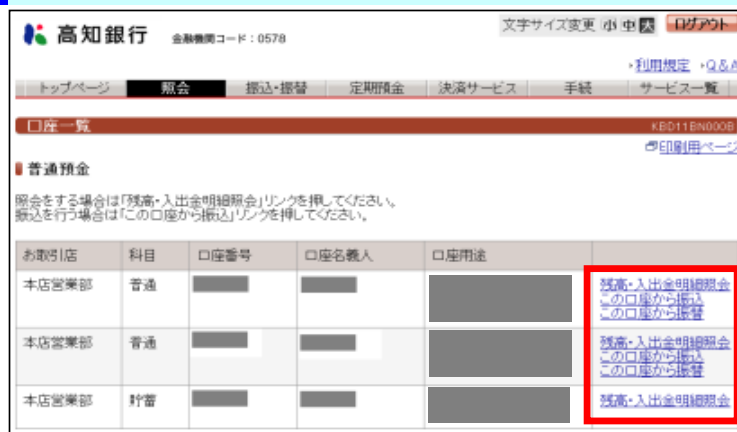 高知銀行 金融機関コード：0578
文字サイズ変更 小 中 大 ログアウト
利用規定 Q&A
トップページ 照会 振込・振替 定期預金 決済サービス 手続 サービス一覧
口座一覧 KBD11BN000B
印刷用ページ
普通預金
照会をする場合は「残高・入出金明細照会」リンクを押してください。
振込を行う場合は「この口座から振込」リンクを押してください。
お取引店 科目 口座番号 口座名義人 口座用途
本店営業部 普通 残高・入出金明細照会
この口座から振込
この口座から振替
本店営業部 普通 残高・入出金明細照会
この口座から振込
この口座から振替
本店営業部 貯蓄 残高・入出金明細照会